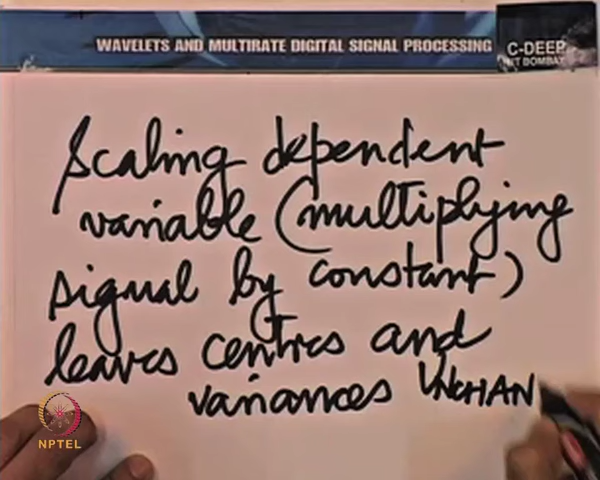 WAVELETS AND MULTIRATE DIGITAL SIGNAL PROCESSING
C-DEEP
IIT BOMBAY
Scaling dependent
variable (multiplying
signal by constant)
leaves centres and
variances UNCHAN
NPTEL